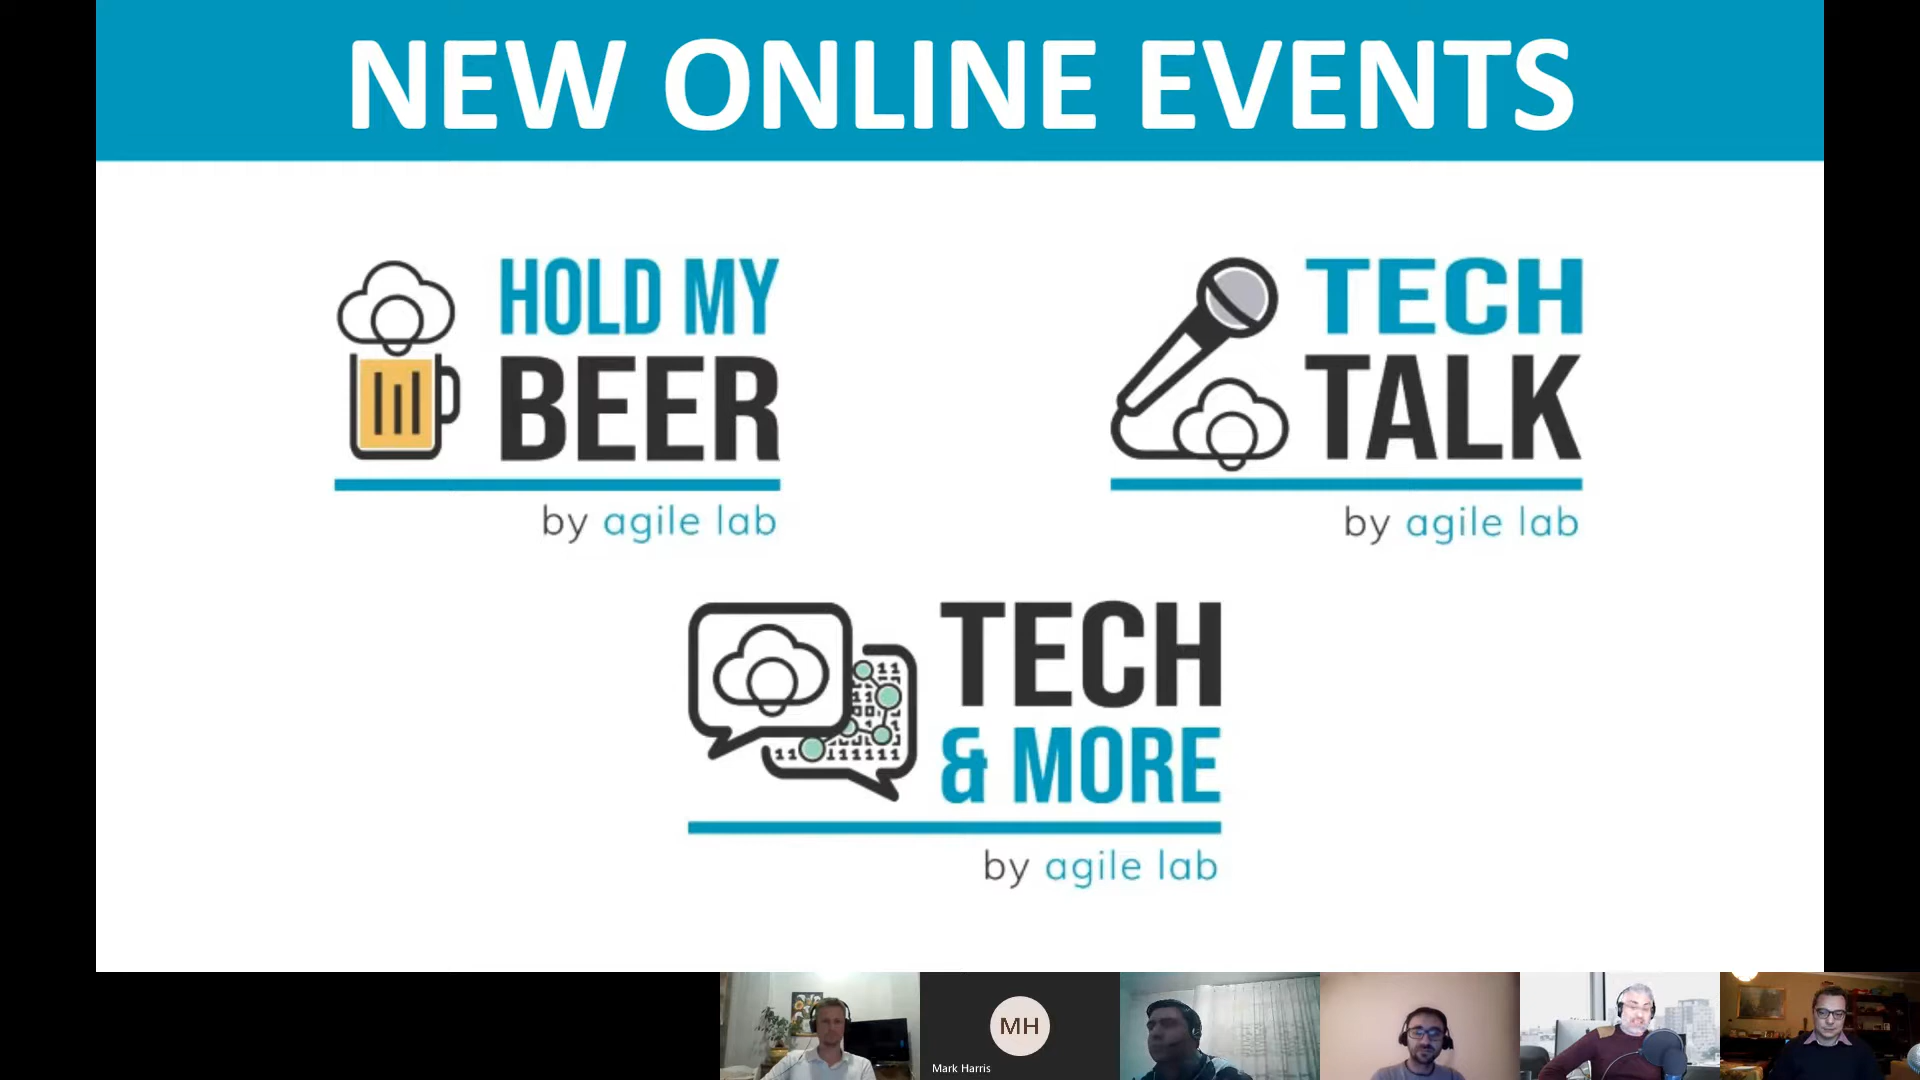 NEW ONLINE EVENTS
HOLD MY
BEER
by agile lab
TECH
TALK
by agile lab
TECH
& MORE
by agile lab
MH
Mark Harris